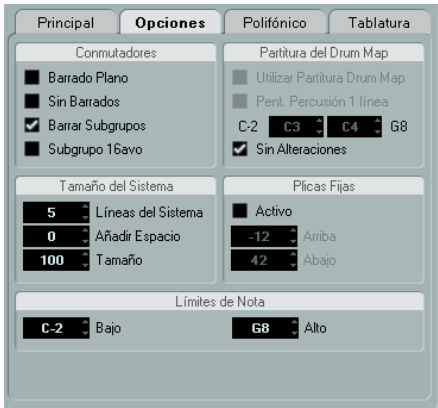 Principal Opciones Polifónico Tablatura
Conmutadores
Barrado Plano
Sin Barrados
Barrar Subgrupos
Subgrupo 16avo
Partitura del Drum Map
Utilizar Partitura Drum Map
Pent. Percusión 1 línea
C-2 C3 C4 G8
Sin Alteraciones
Tamaño del Sistema
5 Líneas del Sistema
0 Añadir Espacio
100 Tamaño
Plicas Fijas
Activo
-12 Arriba
42 Abajo
Límites de Nota
C-2 Bajo G8 Alto